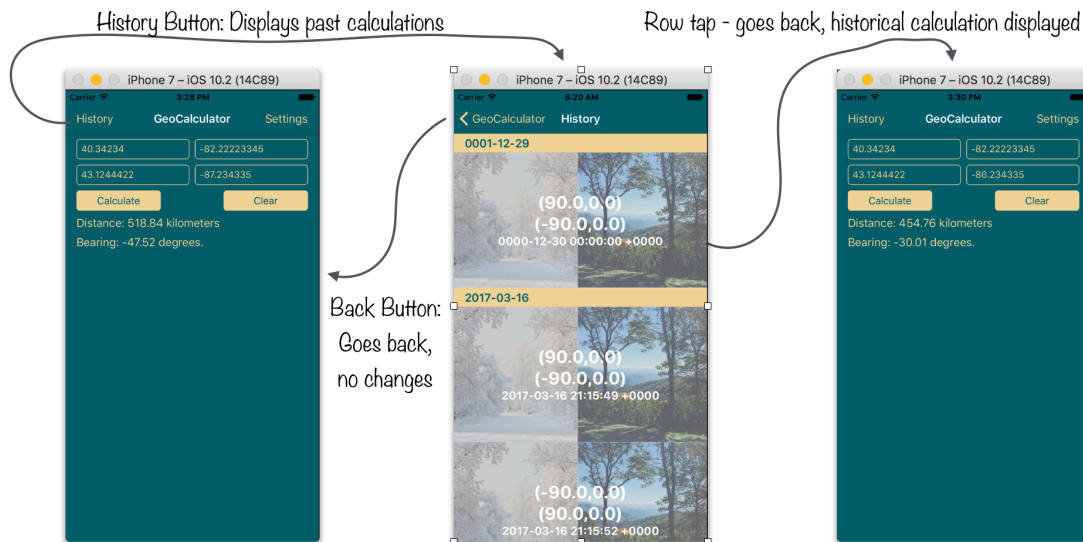 History Button: Displays past calculations
Row tap - goes back, historical calculation displayed
iPhone 7 – iOS 10.2 (14C89)
Carrier 3:28 PM
History GeoCalculator Settings
40.34234 -82.22223345
43.1244422 -87.234335
Calculate Clear
Distance: 518.84 kilometers
Bearing: -47.52 degrees.
Back Button:
Goes back,
no changes
iPhone 7 – iOS 10.2 (14C89)
Carrier 8:20 AM
GeoCalculator History
0001-12-29
(90.0,0.0)
(-90.0,0.0)
0000-12-30 00:00:00 +0000
2017-03-16
(90.0,0.0)
(-90.0,0.0)
2017-03-16 21:15:49 +0000
(-90.0,0.0)
(90.0,0.0)
2017-03-16 21:15:52 +0000
iPhone 7 – iOS 10.2 (14C89)
Carrier 3:30 PM
History GeoCalculator Settings
40.34234 -82.22223345
43.1244422 -86.234335
Calculate Clear
Distance: 454.76 kilometers
Bearing: -30.01 degrees.